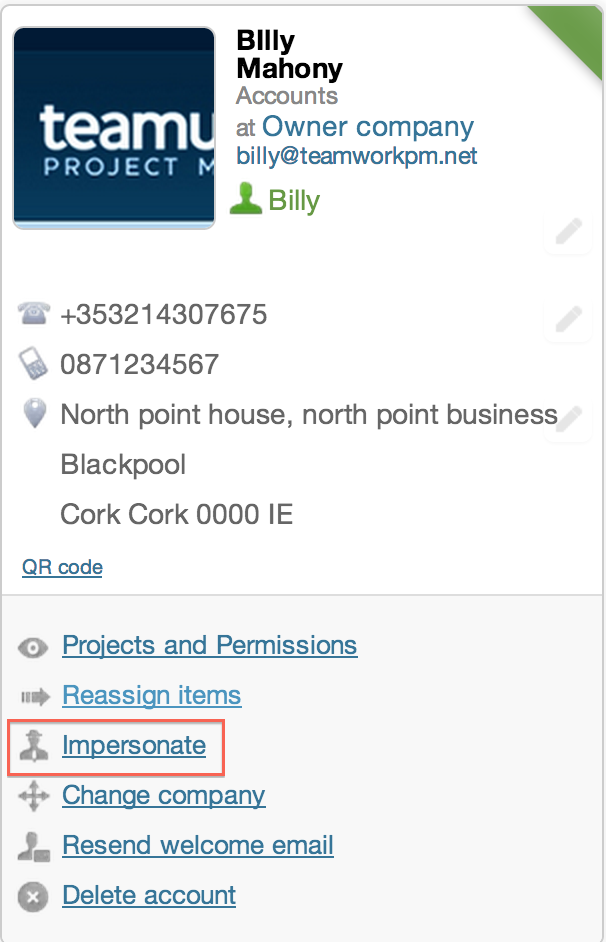 teamu
PROJECT M
BIlly
Mahony
Accounts
at Owner company
billy@teamworkpm.net
Billy
+353214307675
0871234567
North point house, north point business
Blackpool
Cork Cork 0000 IE
QR code
Projects and Permissions
Reassign items
Impersonate
Change company
Resend welcome email
Delete account